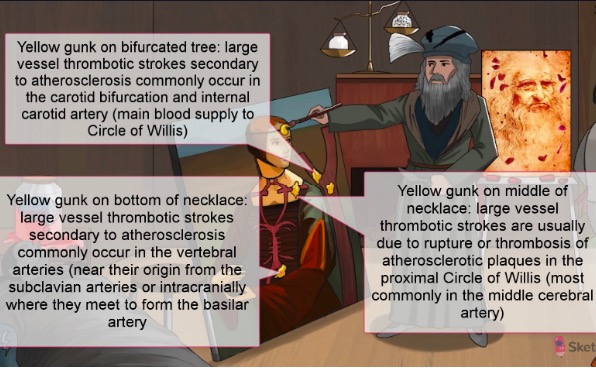 Yellow gunk on bifurcated tree: large
vessel thrombotic strokes secondary
to atherosclerosis commonly occur in
the carotid bifurcation and internal
carotid artery (main blood supply to
Circle of Willis)
Yellow gunk on bottom of necklace:
large vessel thrombotic strokes
secondary to atherosclerosis
commonly occur in the vertebral
arteries (near their origin from the
subclavian arteries or intracranially
where they meet to form the basilar
artery
Yellow gunk on middle of
necklace: large vessel
thrombotic strokes are usually
due to rupture or thrombosis of
atherosclerotic plaques in the
proximal Circle of Willis (most
commonly in the middle cerebral
artery)
Sket